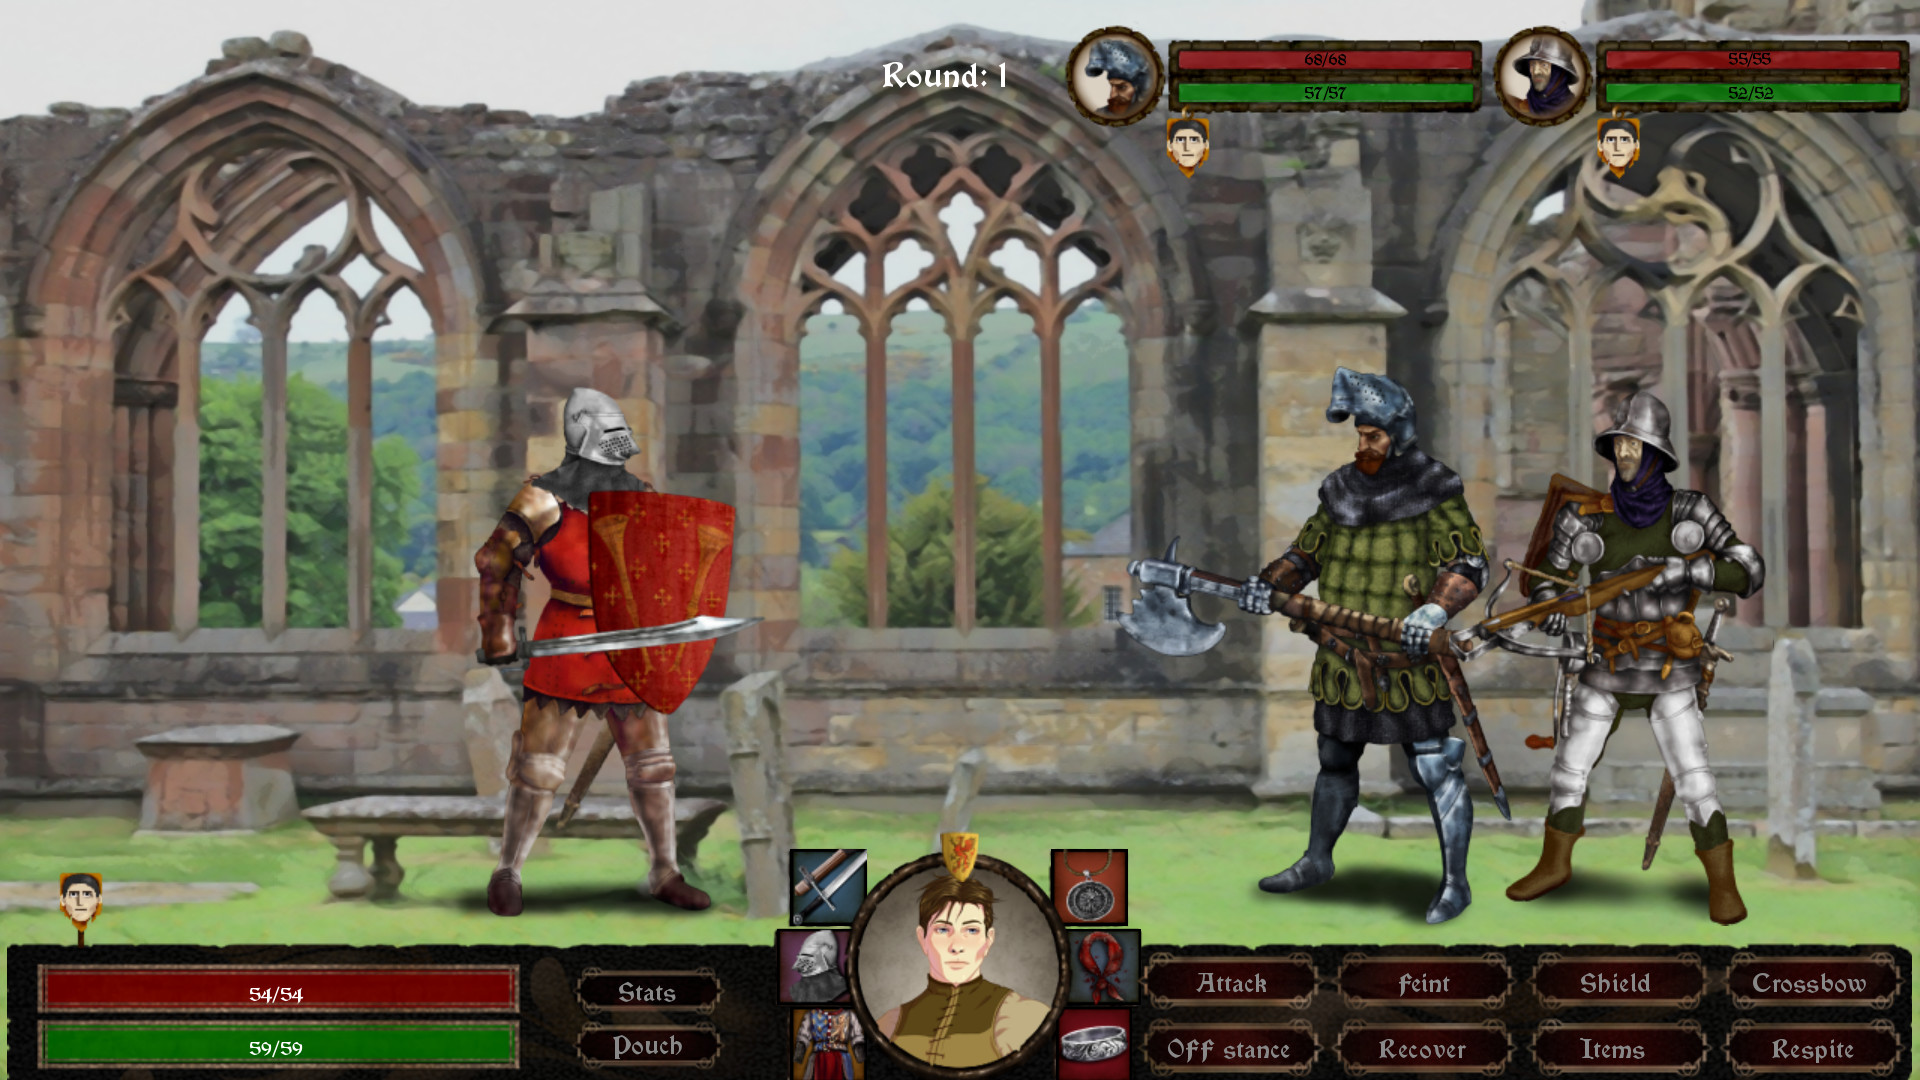 Round: 1
68/68
57/57
55/55
52/52
54/54
59/59
Stats
Pouch
Attack
Feint
Shield
Crossbow
Off stance
Recover
Items
Respite